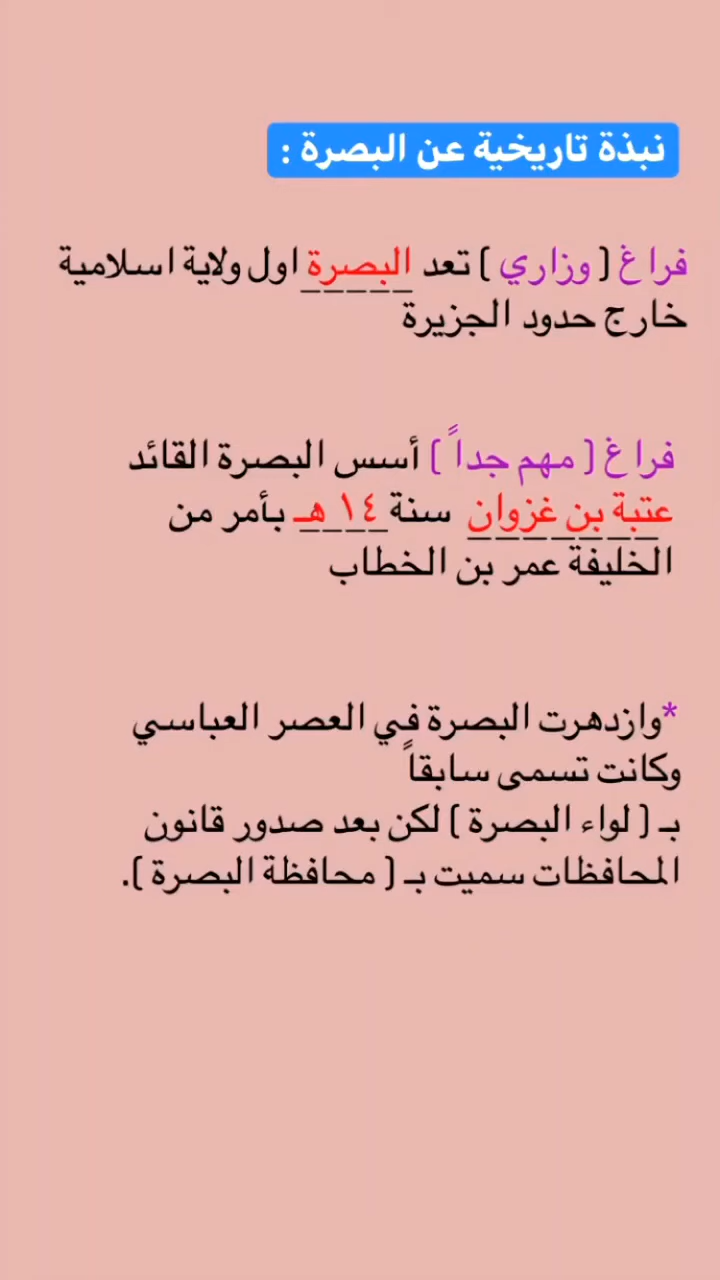 نبذة تاريخية عن البصرة :
فراغ ( وزاري ) تعد البصرة اول ولاية اسلامية
خارج حدود الجزيرة
فراغ ( مهم جداً ) أسس البصرة القائد
عتبة بن غزوان سنة ١٤ هـ بأمر من
الخليفة عمر بن الخطاب
*وازدهرت البصرة في العصر العباسي
وكانت تسمى سابقاً
بـ ( لواء البصرة ) لكن بعد صدور قانون
المحافظات سميت بـ ( محافظة البصرة ).